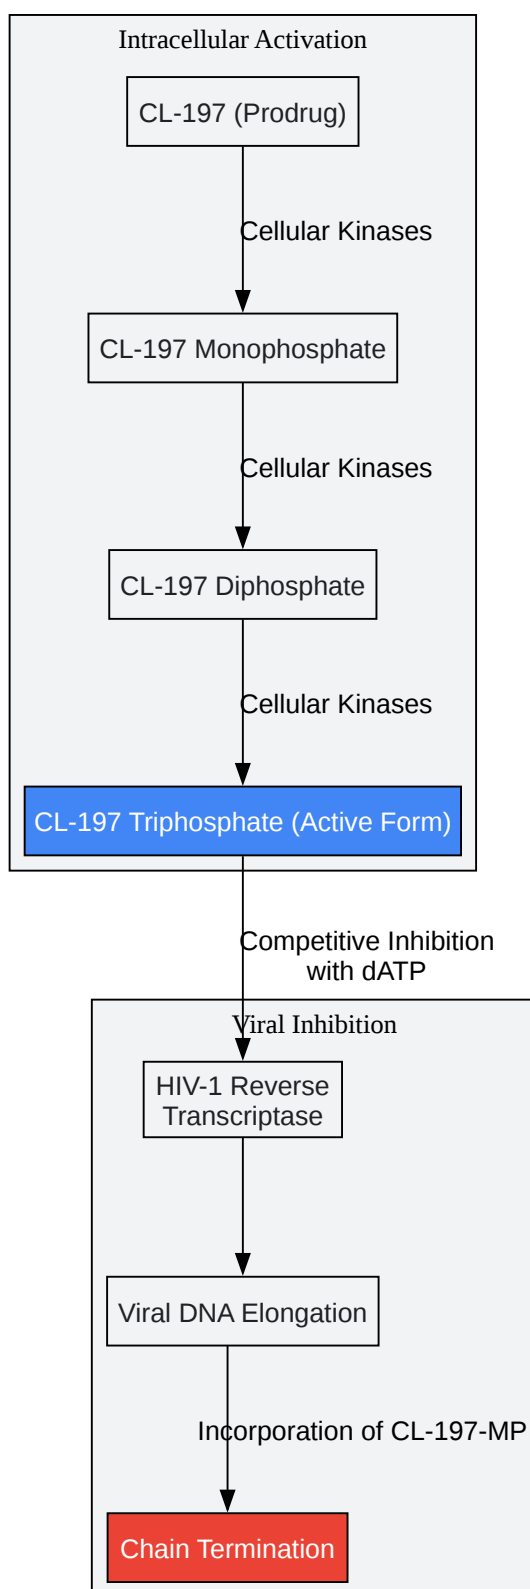 Intracellular Activation
CL-197 (Prodrug)
Cellular Kinases
CL-197 Monophosphate
Cellular Kinases
CL-197 Diphosphate
Cellular Kinases
CL-197 Triphosphate (Active Form)
Competitive Inhibition
with dATP
Viral Inhibition
HIV-1 Reverse
Transcriptase
Viral DNA Elongation
Incorporation of CL-197-MP
Chain Termination